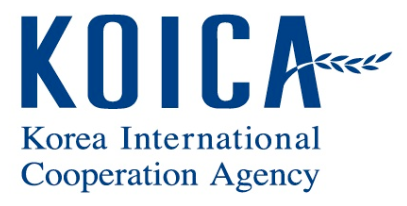 KOICA
Korea International
Cooperation Agency